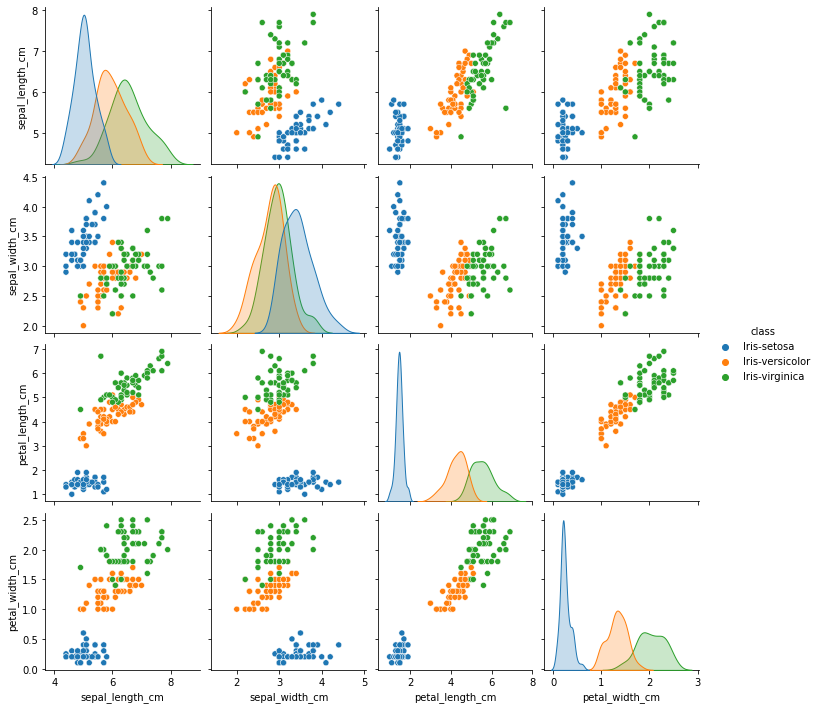 8
7
6
5
sepal_length_cm
4.5
4.0
3.5
3.0
2.5
2.0
sepal_width_cm
class
Iris-setosa
Iris-versicolor
Iris-virginica
7
6
5
4
3
2
1
petal_length_cm
2.5
2.0
1.5
1.0
0.5
0.0
petal_width_cm
4 6 8 2 3 4 5 2 4 6 8 0 1 2 3
sepal_length_cm sepal_width_cm petal_length_cm petal_width_cm